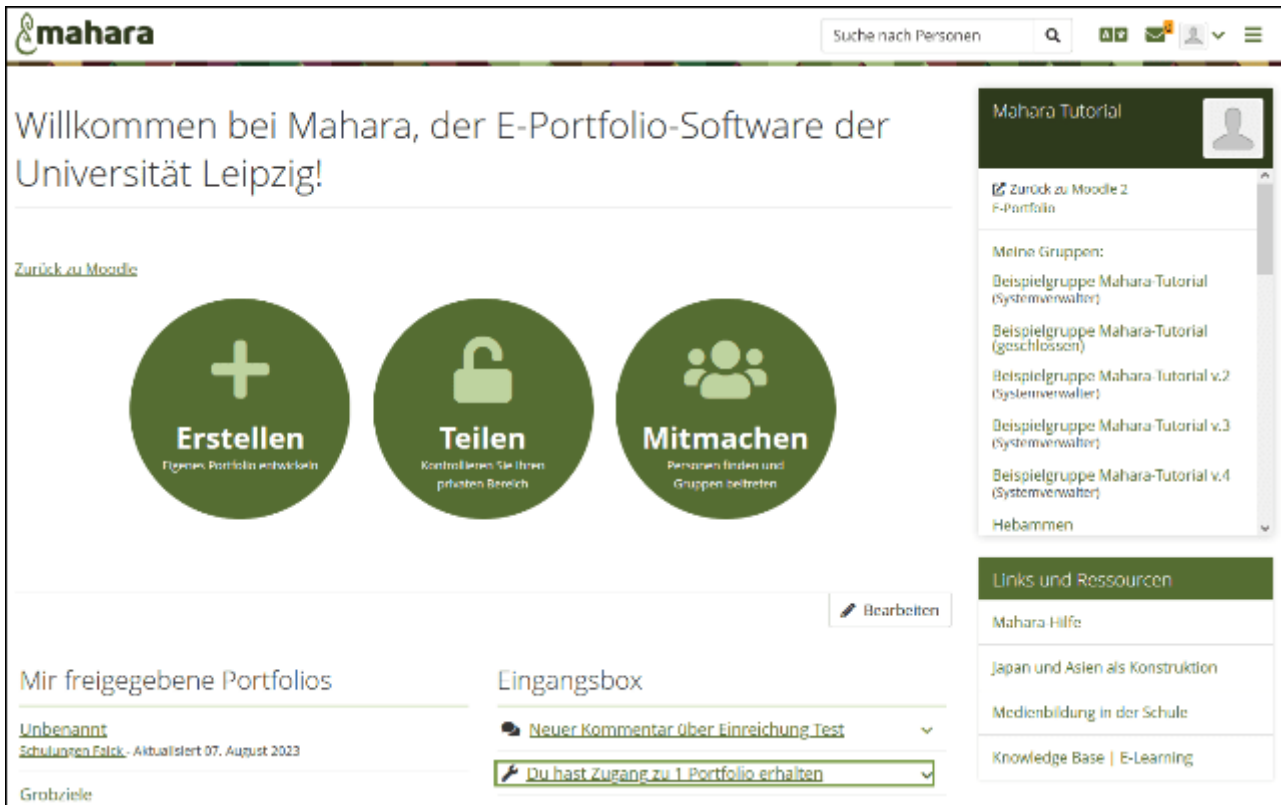 mahara
Suche nach Personen
Willkommen bei Mahara, der E-Portfolio-Software der
Universität Leipzig!
Zurück zu Moodle
Erstellen
Eigenes Portfolio entwickeln
Teilen
Kontrollieren Sie Ihren
privaten Bereich
Mitmachen
Personen finden und
Gruppen beitreten
Bearbeiten
Mir freigegebene Portfolios
Unbenannt
Schulungen Falck - Aktualisiert 07. August 2023
Grobziele
Eingangsbox
Neuer Kommentar über Einreichung Test
Du hast Zugang zu 1 Portfolio erhalten
Mahara Tutorial
Zurück zu Moodle 2
E-Portfolio
Meine Gruppen:
Beispielgruppe Mahara-Tutorial
(Systemverwalter)
Beispielgruppe Mahara-Tutorial
(geschlossen)
Beispielgruppe Mahara-Tutorial v.2
(Systemverwalter)
Beispielgruppe Mahara-Tutorial v.3
(Systemverwalter)
Beispielgruppe Mahara-Tutorial v.4
(Systemverwalter)
Hebammen
Links und Ressourcen
Mahara-Hilfe
Japan und Asien als Konstruktion
Medienbildung in der Schule
Knowledge Base | E-Learning